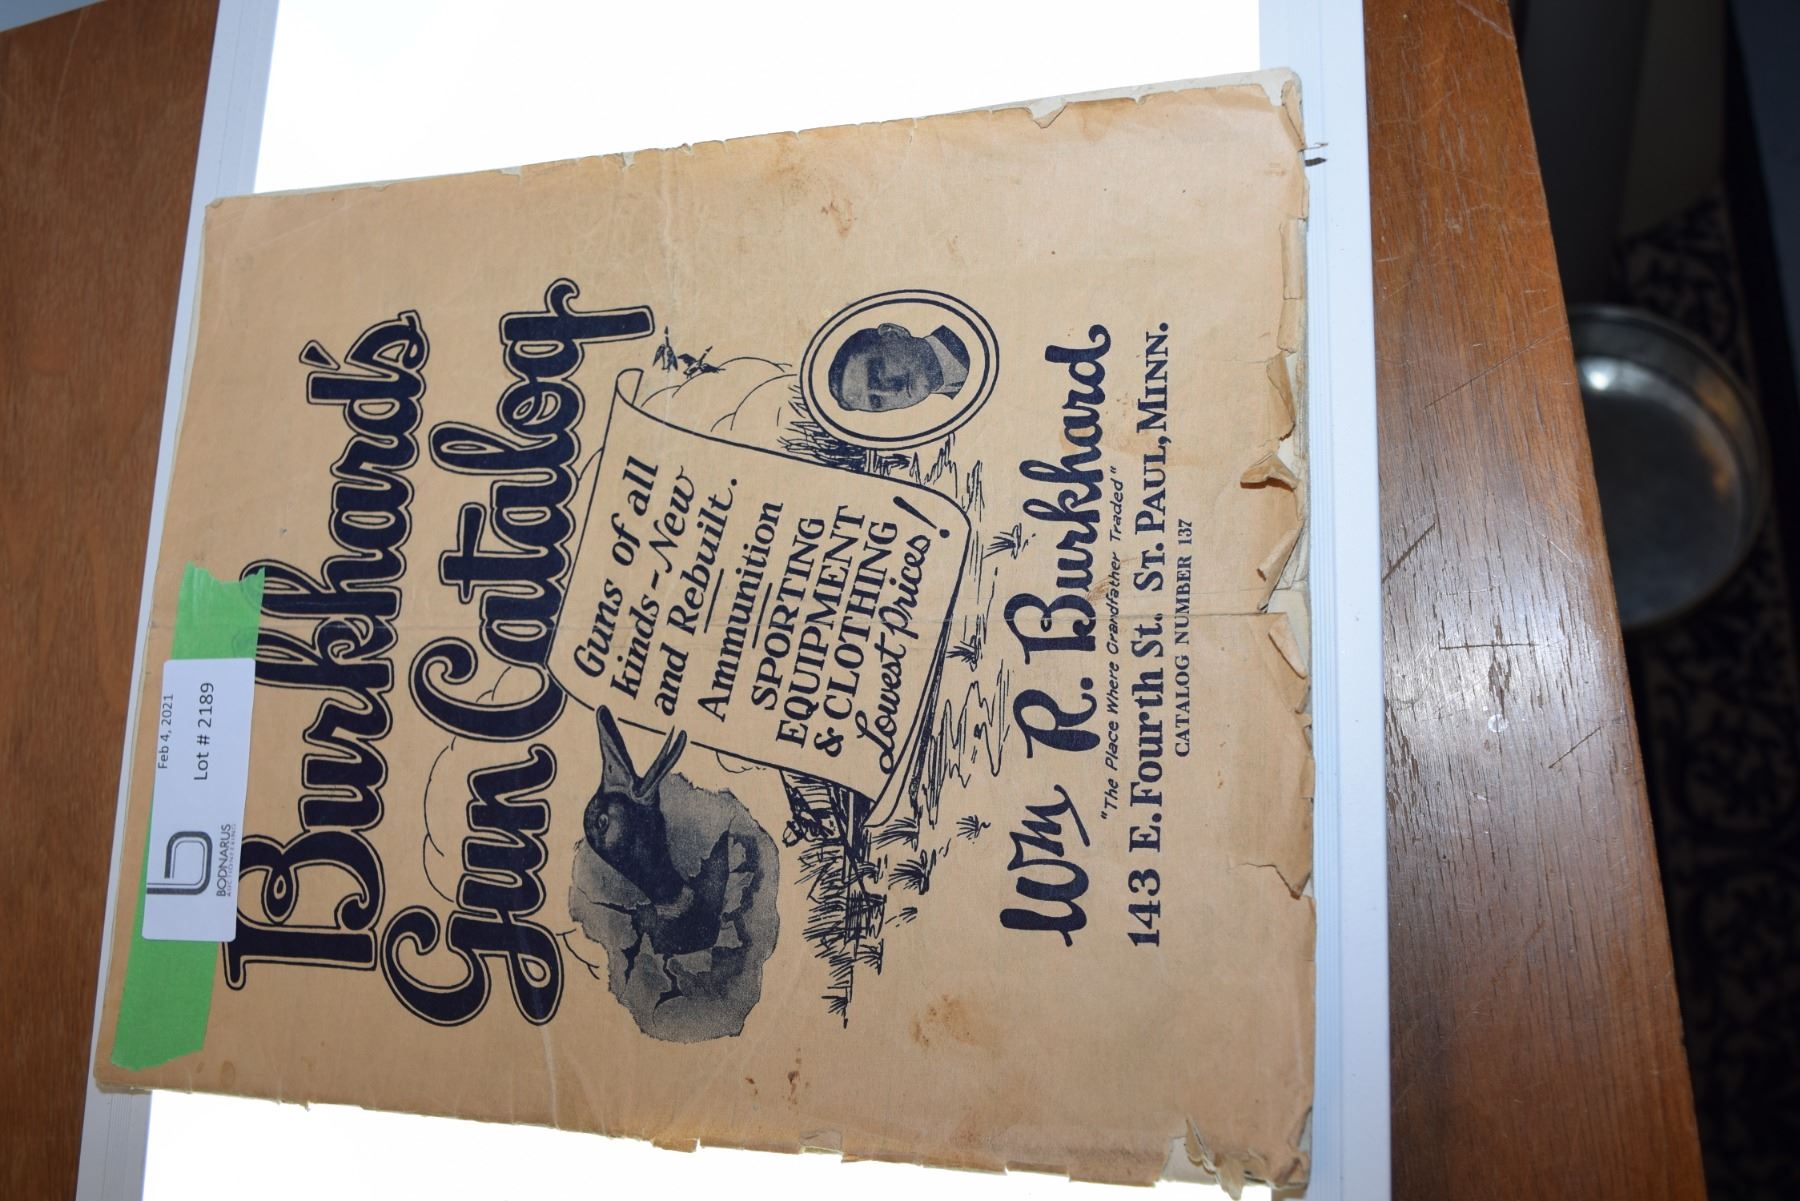 Feb 4, 2021
Lot # 2189
BODNARUS
AUCTIONEERING
Burkhard's
Gun Catalog
Guns of all
kinds - New
and Rebuilt.
Ammunition
SPORTING
EQUIPMENT
& CLOTHING
Lowest Prices!
Wm R. Burkhard
"The Place Where Grandfather Traded"
143 E. Fourth St. St. Paul, Minn.
CATALOG NUMBER 137